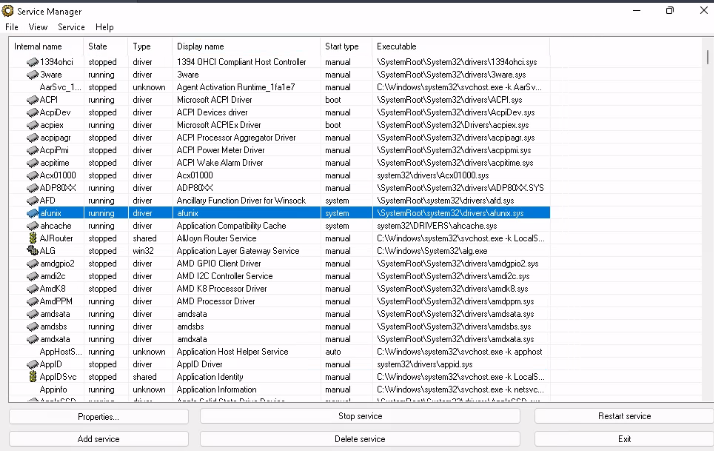 Service Manager
File View Service Help
Internal name State Type Display name Start type Executable
1394ohci stopped driver 1394 OHCI Compliant Host Controller manual \SystemRoot\System32\drivers\1394ohci.sys
3ware running driver 3ware manual \SystemRoot\System32\drivers\3ware.sys
AarSvc_1... stopped unknown Agent Activation Runtime_1fa1e7 manual C:\Windows\system32\svchost.exe -k AarSv...
ACPI running driver Microsoft ACPI Driver boot \SystemRoot\System32\drivers\ACPI.sys
AcpiDev stopped driver ACPI Devices driver manual \SystemRoot\System32\drivers\AcpiDev.sys
acpiex running driver Microsoft ACPIEx Driver boot \SystemRoot\System32\Drivers\acpiex.sys
acpipagr stopped driver ACPI Processor Aggregator Driver manual \SystemRoot\System32\drivers\acpipagr.sys
AcpiPmi stopped driver ACPI Power Meter Driver manual \SystemRoot\System32\drivers\acpipmi.sys
acpitime stopped driver ACPI Wake Alarm Driver manual \SystemRoot\System32\drivers\acpitime.sys
Acx01000 stopped driver Acx01000 manual system32\drivers\Acx01000.sys
ADP80XX running driver ADP80XX manual \SystemRoot\System32\drivers\ADP80XX.SYS
AFD running driver Ancillary Function Driver for Winsock system \SystemRoot\system32\drivers\afd.sys
afunix running driver afunix system \SystemRoot\system32\drivers\afunix.sys
ahcache running driver Application Compatibility Cache system system32\DRIVERS\ahcache.sys
AJRouter stopped shared AllJoyn Router Service manual C:\Windows\system32\svchost.exe -k LocalS...
ALG stopped win32 Application Layer Gateway Service manual C:\Windows\System32\alg.exe
amdgpio2 stopped driver AMD GPIO Client Driver manual \SystemRoot\System32\drivers\amdgpio2.sys
amdi2c stopped driver AMD I2C Controller Service manual \SystemRoot\System32\drivers\amdi2c.sys
AmdK8 stopped driver AMD K8 Processor Driver manual \SystemRoot\System32\drivers\amdk8.sys
AmdPPM running driver AMD Processor Driver manual \SystemRoot\System32\drivers\amdppm.sys
amdsata running driver amdsata manual \SystemRoot\System32\drivers\amdsata.sys
amdsbs running driver amdsbs manual \SystemRoot\System32\drivers\amdsbs.sys
amdxata running driver amdxata manual \SystemRoot\System32\drivers\amdxata.sys
AppHostS... running unknown Application Host Helper Service auto C:\Windows\system32\svchost.exe -k apphost
AppID stopped driver AppID Driver manual system32\drivers\appid.sys
AppIDSvc stopped shared Application Identity manual C:\Windows\system32\svchost.exe -k LocalS...
Appinfo running unknown Application Information manual C:\Windows\system32\svchost.exe -k netsvc...
Properties... Stop service Restart service
Add service Delete service Exit